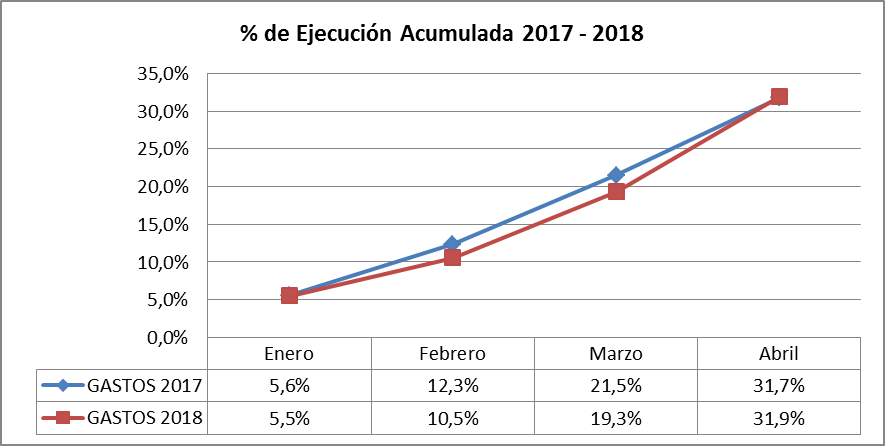 % de Ejecución Acumulada 2017 - 2018
35,0%
30,0%
25,0%
20,0%
15,0%
10,0%
5,0%
0,0%
Enero Febrero Marzo Abril
GASTOS 2017 5,6% 12,3% 21,5% 31,7%
GASTOS 2018 5,5% 10,5% 19,3% 31,9%